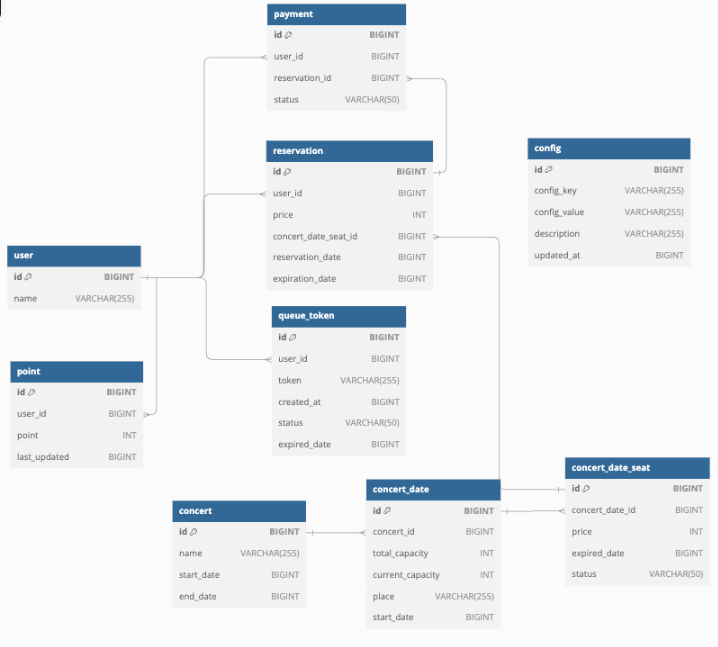 payment
id BIGINT
user_id BIGINT
reservation_id BIGINT
status VARCHAR(50)
reservation
id BIGINT
user_id BIGINT
price INT
concert_date_seat_id BIGINT
reservation_date BIGINT
expiration_date BIGINT
config
id BIGINT
config_key VARCHAR(255)
config_value VARCHAR(255)
description VARCHAR(255)
updated_at BIGINT
user
id BIGINT
name VARCHAR(255)
queue_token
id BIGINT
user_id BIGINT
token VARCHAR(255)
created_at BIGINT
status VARCHAR(50)
expired_date BIGINT
point
id BIGINT
user_id BIGINT
point INT
last_updated BIGINT
concert_date_seat
id BIGINT
concert_date_id BIGINT
price INT
expired_date BIGINT
status VARCHAR(50)
concert_date
id BIGINT
concert_id BIGINT
total_capacity INT
current_capacity INT
place VARCHAR(255)
start_date BIGINT
concert
id BIGINT
name VARCHAR(255)
start_date BIGINT
end_date BIGINT